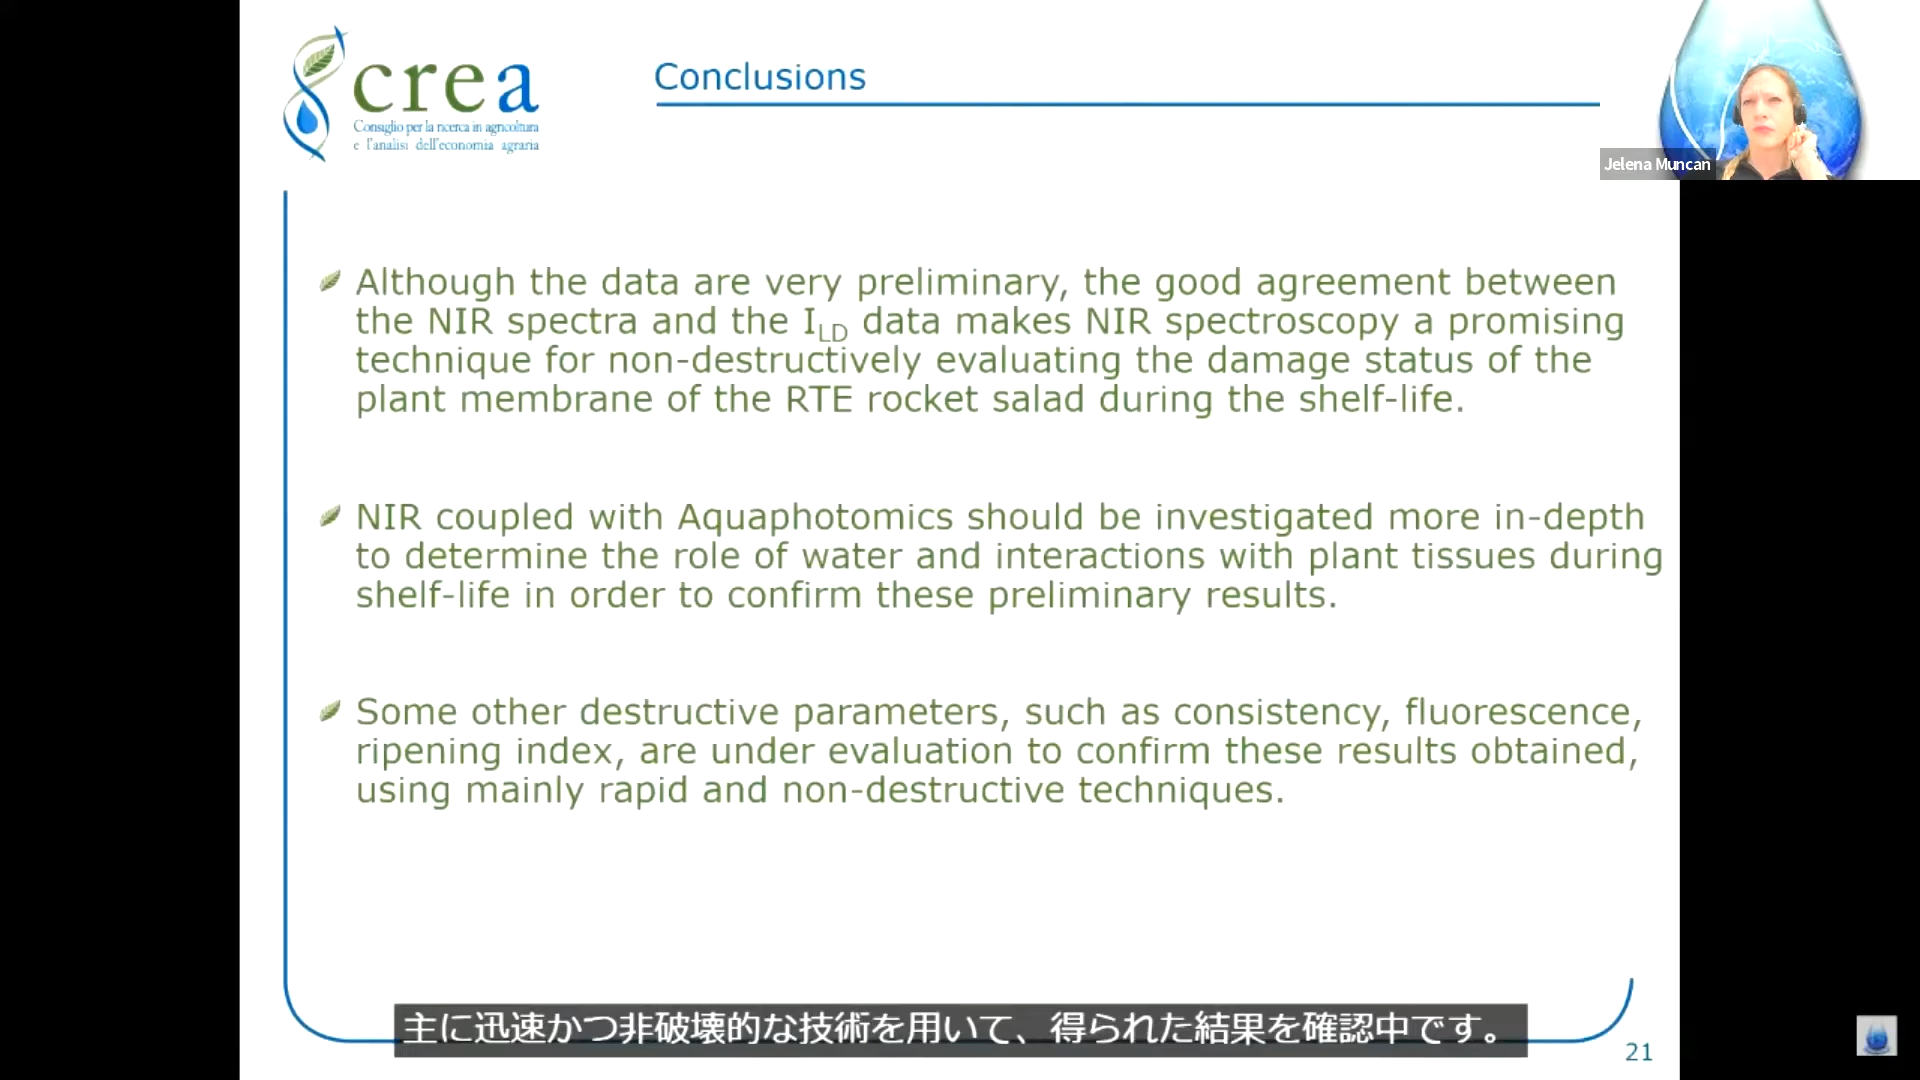 crea
Consiglio per la ricerca in agricoltura
e l'analisi dell'economia agraria
Conclusions
Jelena Muncan
Although the data are very preliminary, the good agreement between
the NIR spectra and the I_LD data makes NIR spectroscopy a promising
technique for non-destructively evaluating the damage status of the
plant membrane of the RTE rocket salad during the shelf-life.
NIR coupled with Aquaphotomics should be investigated more in-depth
to determine the role of water and interactions with plant tissues during
shelf-life in order to confirm these preliminary results.
Some other destructive parameters, such as consistency, fluorescence,
ripening index, are under evaluation to confirm these results obtained,
using mainly rapid and non-destructive techniques.
主に迅速かつ非破壊的な技術を用いて、得られた結果を確認中です。
21